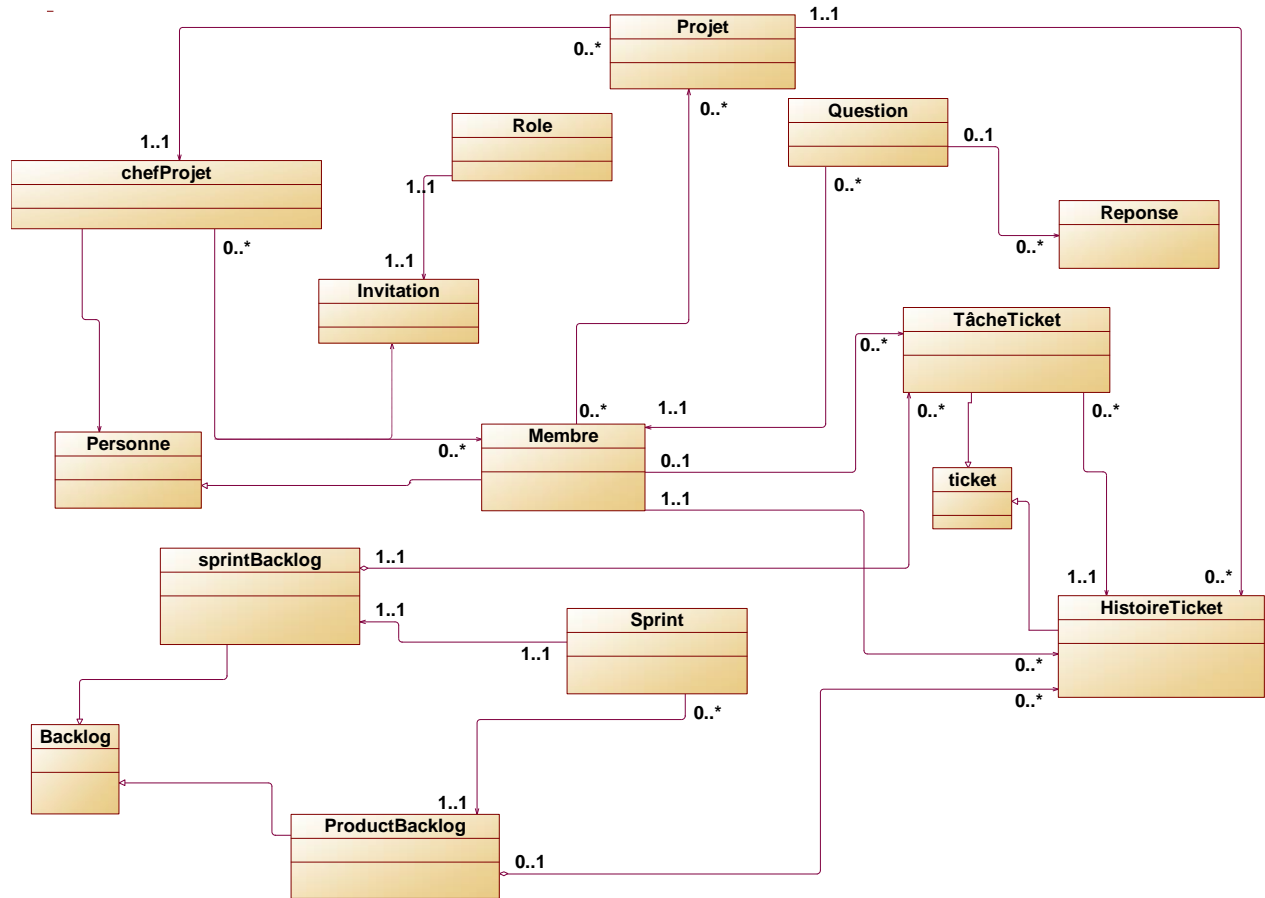 Projet
1..1
0..*
0..*
Question
Role
0..1
1..1
chefProjet
1..1
0..*
Reponse
0..*
1..1
0..*
Invitation
TâcheTicket
0..*
0..*
1..1
0..*
0..*
Personne
Membre
0..*
0..1
ticket
1..1
sprintBacklog
1..1
1..1
0..*
HistoireTicket
1..1
Sprint
1..1
0..*
0..*
0..*
Backlog
1..1
ProductBacklog
0..1